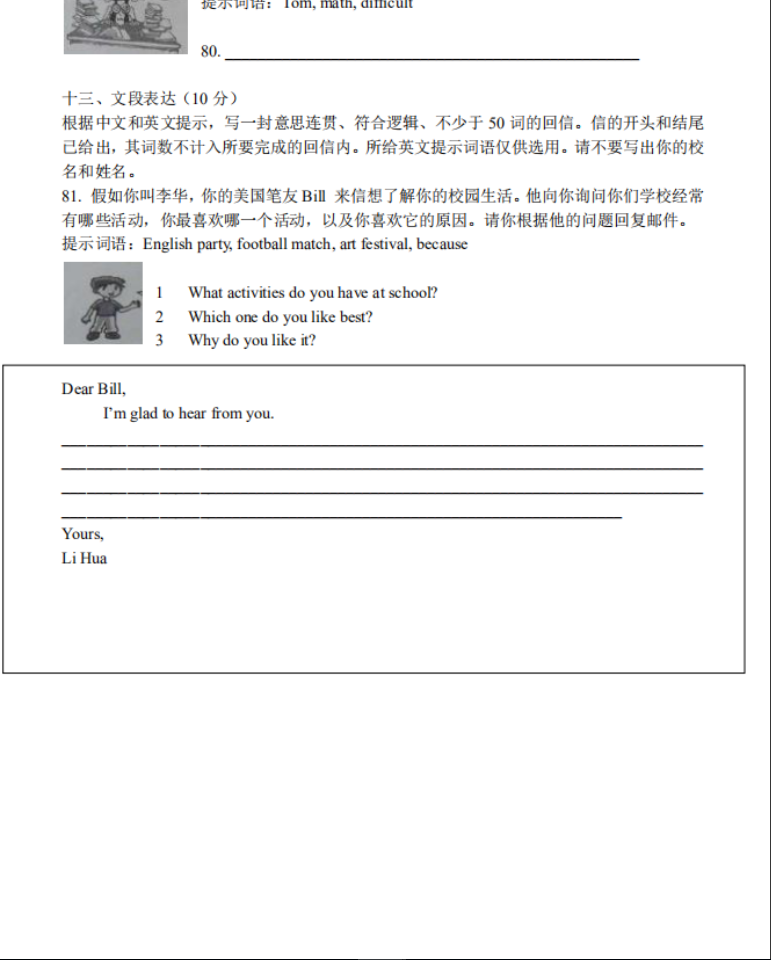 提示词语：Tom, math, difficult
80.
十三、文段表达（10 分）
根据中文和英文提示，写一封意思连贯、符合逻辑、不少于 50 词的回信。信的开头和结尾
已给出，其词数不计入所要完成的回信内。所给英文提示词语仅供选用。请不要写出你的校
名和姓名。
81. 假如你叫李华，你的美国笔友 Bill 来信想了解你的校园生活。他向你询问你们学校经常
有哪些活动，你最喜欢哪一个活动，以及你喜欢它的原因。请你根据他的问题回复邮件。
提示词语：English party, football match, art festival, because
1 What activities do you have at school?
2 Which one do you like best?
3 Why do you like it?
Dear Bill,
I'm glad to hear from you.
Yours,
Li Hua